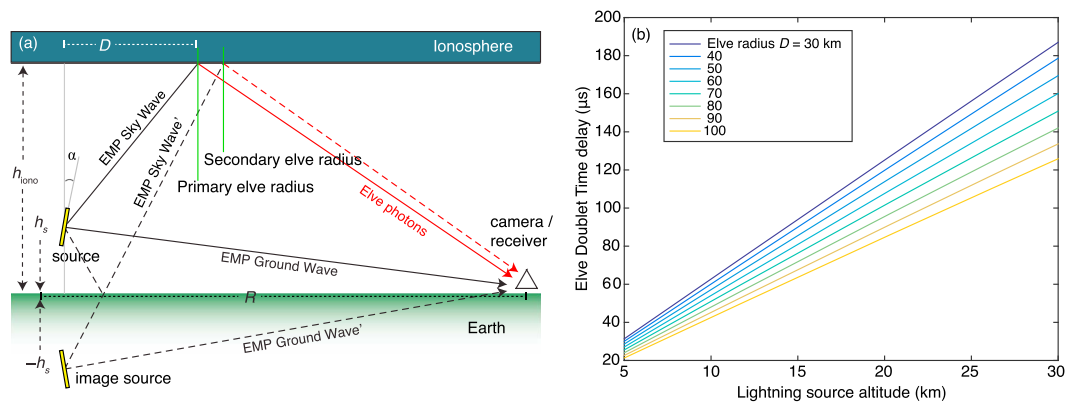 (a)
D
Ionosphere
EMP Sky Wave
EMP Sky Wave'
α
h_iono
Secondary elve radius
Primary elve radius
Elve photons
camera /
receiver
h_s
source
EMP Ground Wave
R
Earth
EMP Ground Wave'
–h_s
image source
(b)
Elve Doublet Time delay (µs)
200
180
160
140
120
100
80
60
40
20
Elve radius D = 30 km
40
50
60
70
80
90
100
5
10
15
20
25
30
Lightning source altitude (km)